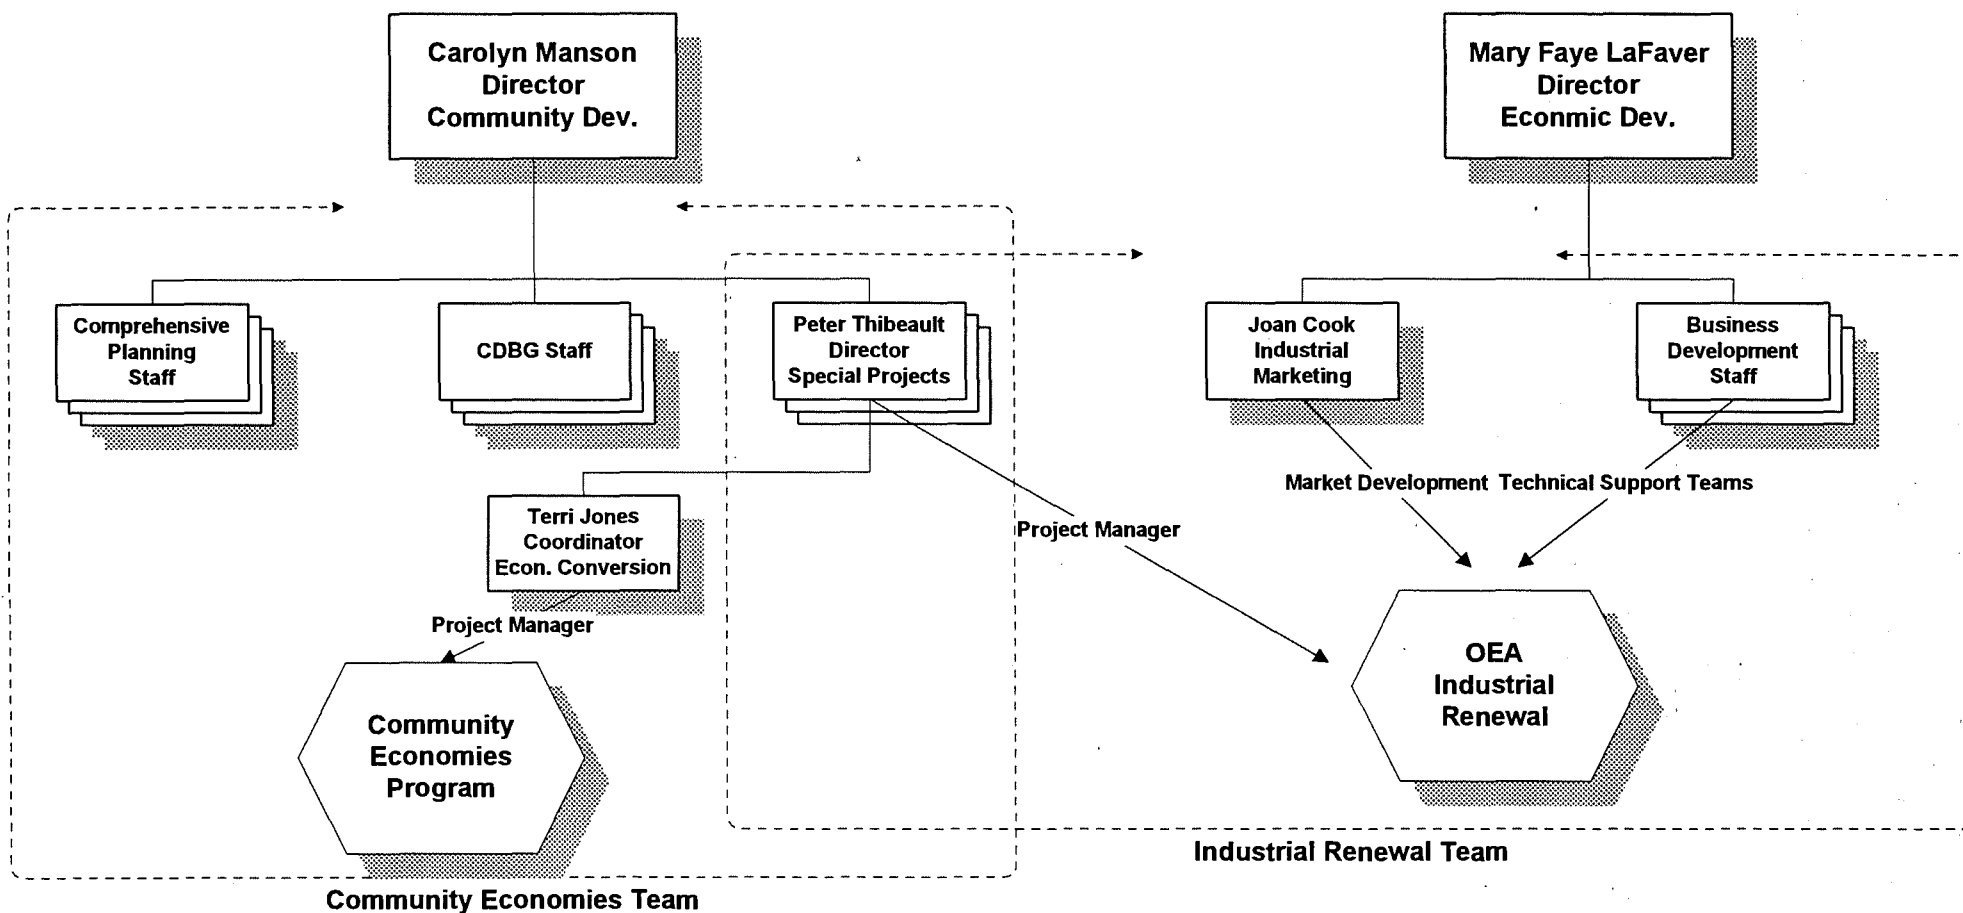 Carolyn Manson
Director
Community Dev.
Mary Faye LaFaver
Director
Econmic Dev.
Comprehensive
Planning
Staff
CDBG Staff
Peter Thibeault
Director
Special Projects
Joan Cook
Industrial
Marketing
Business
Development
Staff
Market Development
Technical Support Teams
Terri Jones
Coordinator
Econ. Conversion
Project Manager
Project Manager
Community
Economies
Program
OEA
Industrial
Renewal
Industrial Renewal Team
Community Economies Team